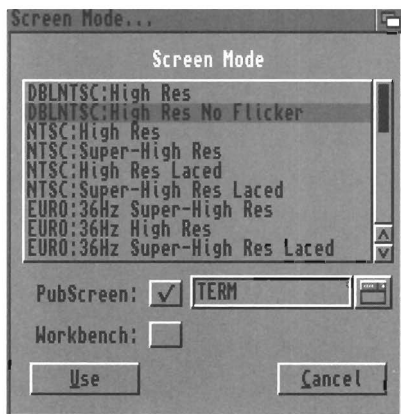 Screen Mode...
Screen Mode
DBLNTSC:High Res
DBLNTSC:High Res No Flicker
NTSC:High Res
NTSC:Super-High Res
NTSC:High Res Laced
NTSC:Super-High Res Laced
EURO:36Hz Super-High Res
EURO:36Hz High Res
EURO:36Hz Super-High Res Laced
PubScreen: TERM
Workbench:
Use Cancel